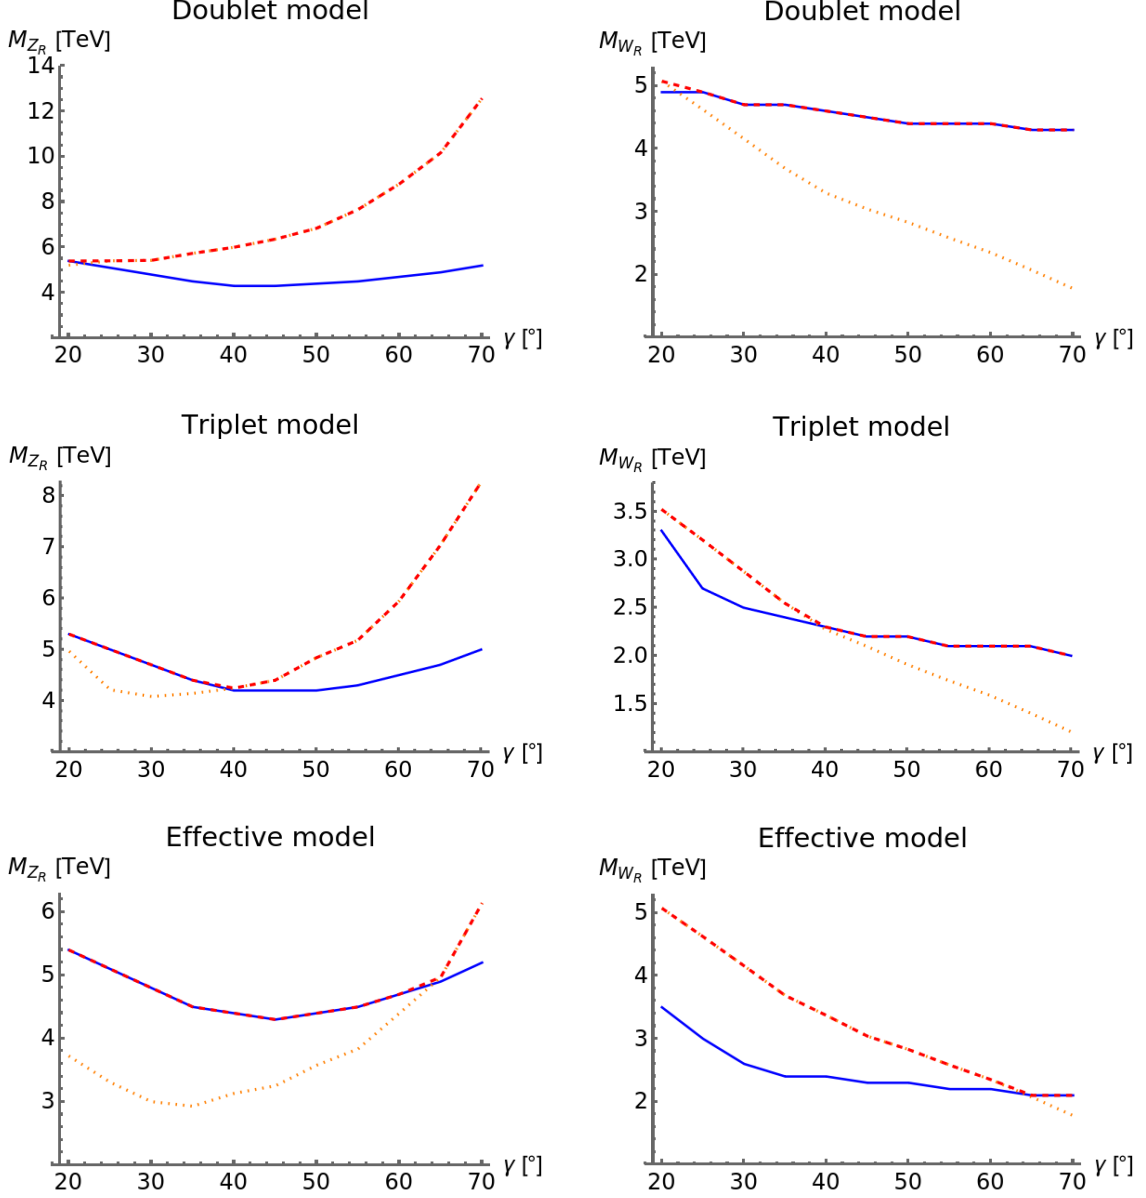 Doublet model
M_{Z_R} [TeV]
14
12
10
8
6
4
20 30 40 50 60 70 γ [°]
Doublet model
M_{W_R} [TeV]
5
4
3
2
20 30 40 50 60 70 γ [°]
Triplet model
M_{Z_R} [TeV]
8
7
6
5
4
20 30 40 50 60 70 γ [°]
Triplet model
M_{W_R} [TeV]
3.5
3.0
2.5
2.0
1.5
20 30 40 50 60 70 γ [°]
Effective model
M_{Z_R} [TeV]
6
5
4
3
20 30 40 50 60 70 γ [°]
Effective model
M_{W_R} [TeV]
5
4
3
2
20 30 40 50 60 70 γ [°]